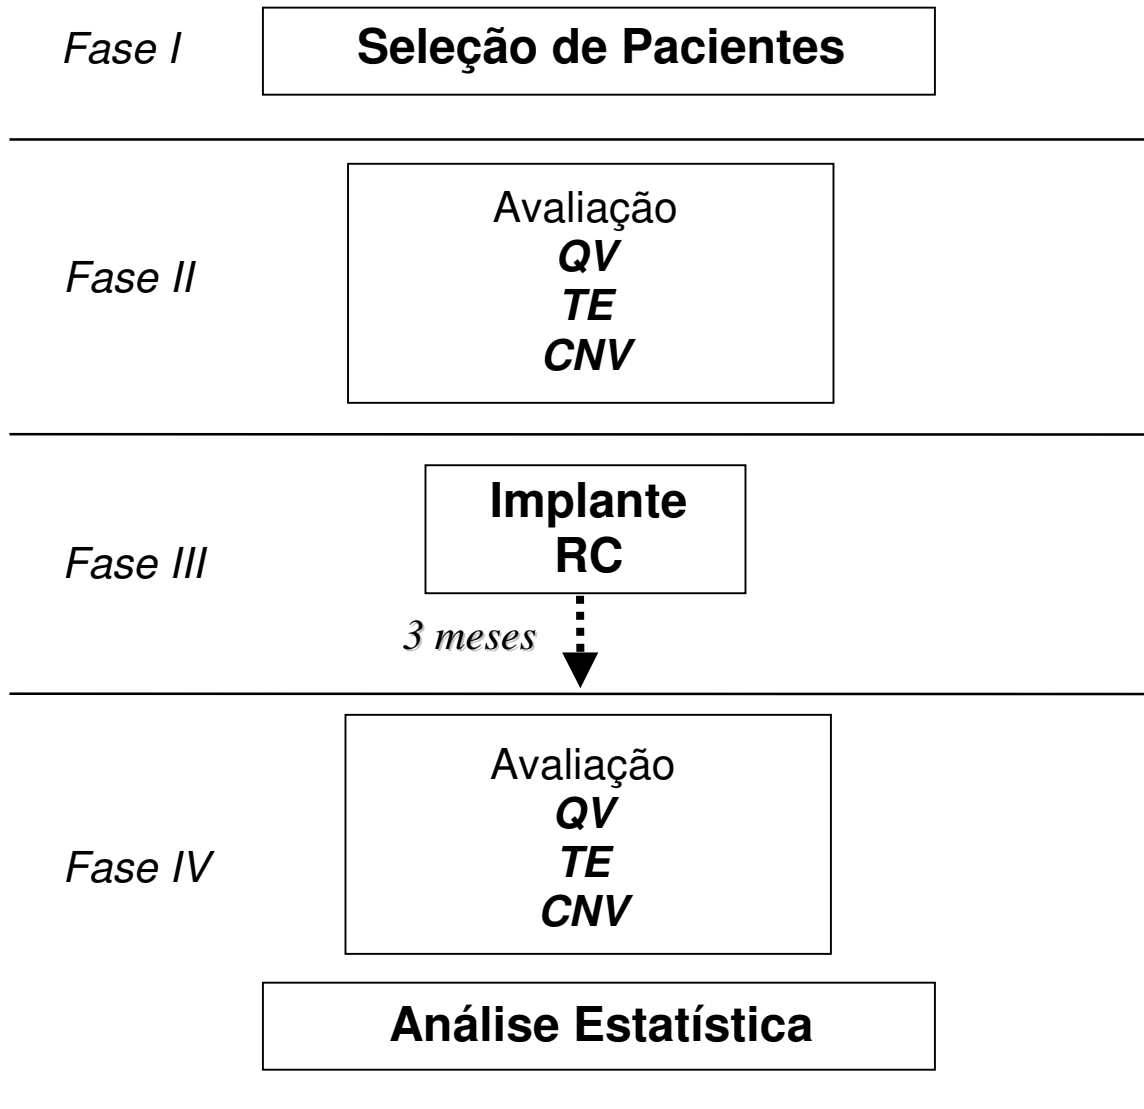 Fase I
Seleção de Pacientes
Fase II
Avaliação
QV
TE
CNV
Fase III
Implante
RC
3 meses
Fase IV
Avaliação
QV
TE
CNV
Análise Estatística